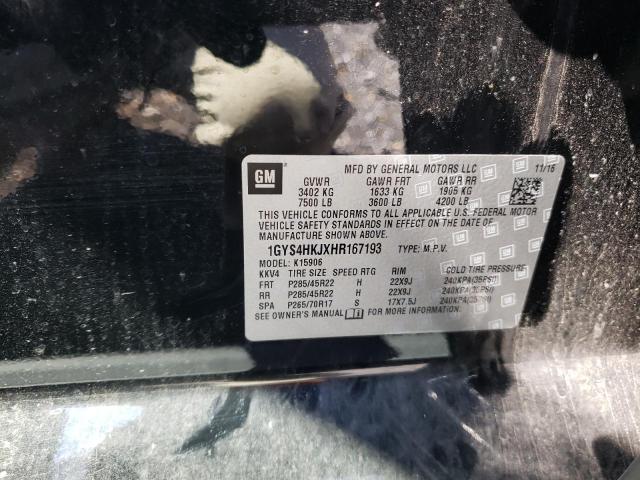 GM
MFD BY GENERAL MOTORS LLC 11/16
GVWR GAWR FRT GAWR RR
3402 KG 1633 KG 1905 KG
7500 LB 3600 LB 4200 LB
THIS VEHICLE CONFORMS TO ALL APPLICABLE U.S. FEDERAL MOTOR
VEHICLE SAFETY STANDARDS IN EFFECT ON THE DATE OF
MANUFACTURE SHOWN ABOVE.
1GYS4HKJXHR167193 TYPE: M.P.V.
MODEL: K15906
KKV4 TIRE SIZE SPEED RTG RIM COLD TIRE PRESSURE
FRT P285/45R22 H 22X9J 240KPA(35PSI)
RR P285/45R22 H 22X9J 240KPA(35PSI)
SPA P265/70R17 S 17X7.5J 240KPA(35PSI)
SEE OWNER'S MANUAL FOR MORE INFORMATION.